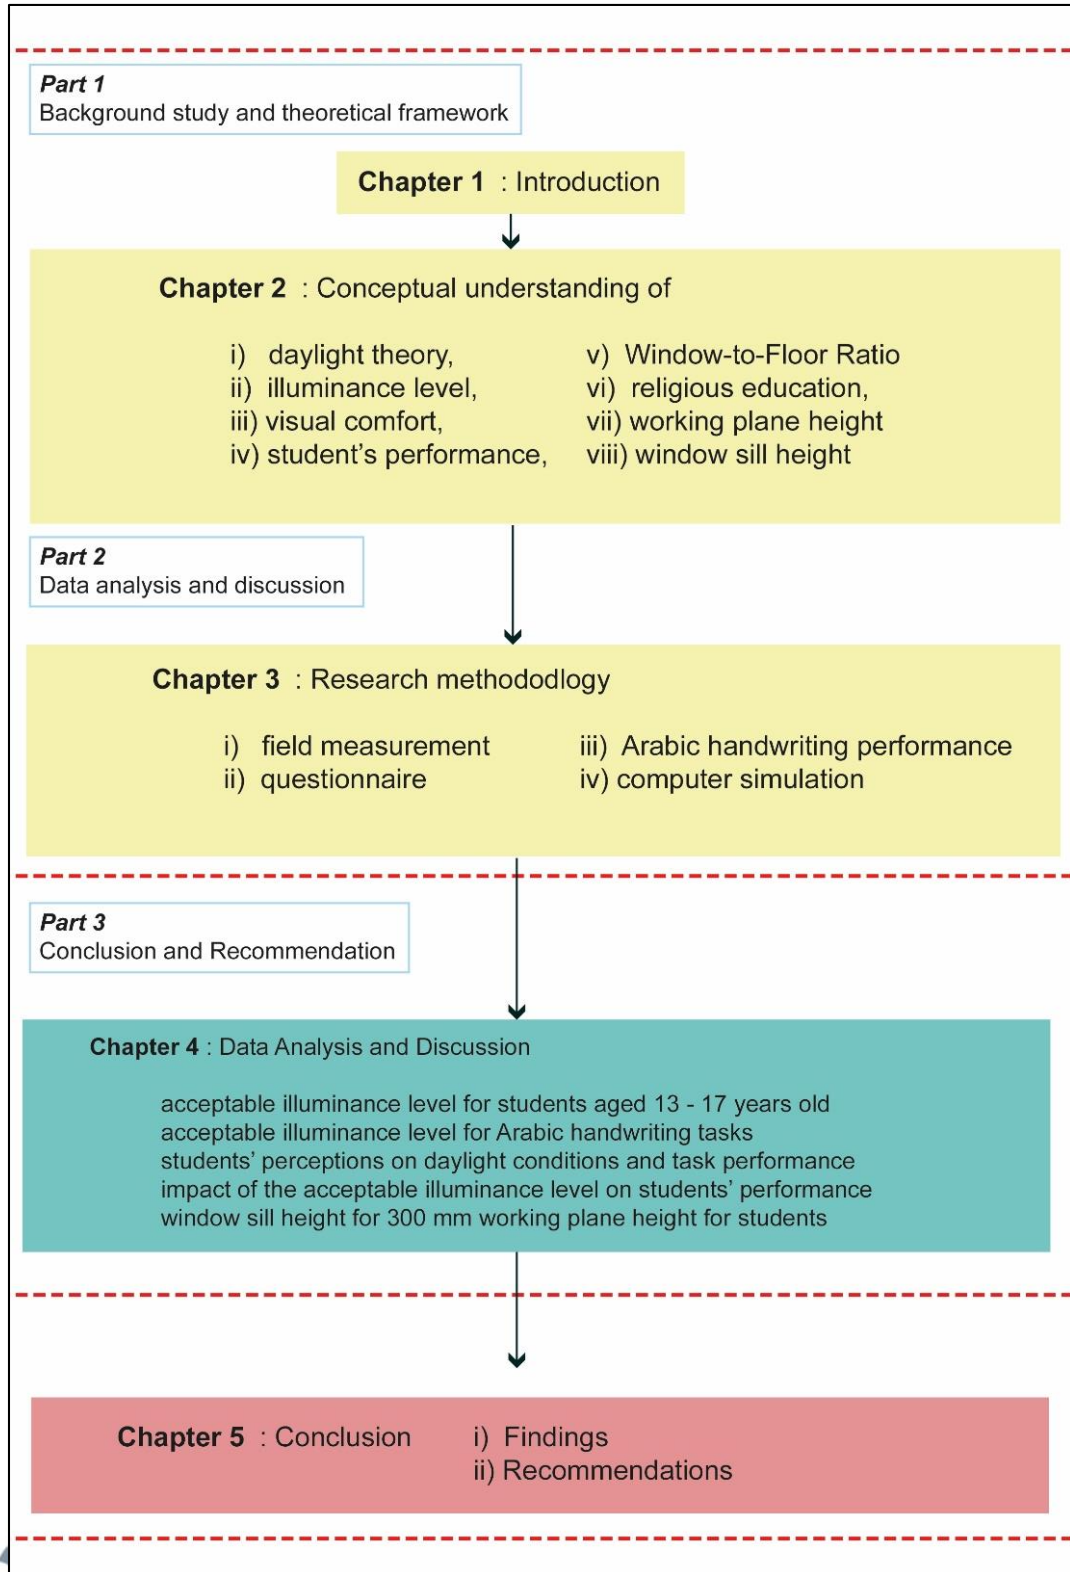 Part 1
Background study and theoretical framework
Chapter 1 : Introduction
Chapter 2 : Conceptual understanding of
i) daylight theory,
ii) illuminance level,
iii) visual comfort,
iv) student's performance,
v) Window-to-Floor Ratio
vi) religious education,
vii) working plane height
viii) window sill height
Part 2
Data analysis and discussion
Chapter 3 : Research methododlogy
i) field measurement
ii) questionnaire
iii) Arabic handwriting performance
iv) computer simulation
Part 3
Conclusion and Recommendation
Chapter 4 : Data Analysis and Discussion
acceptable illuminance level for students aged 13 - 17 years old
acceptable illuminance level for Arabic handwriting tasks
students' perceptions on daylight conditions and task performance
impact of the acceptable illuminance level on students' performance
window sill height for 300 mm working plane height for students
Chapter 5 : Conclusion
i) Findings
ii) Recommendations